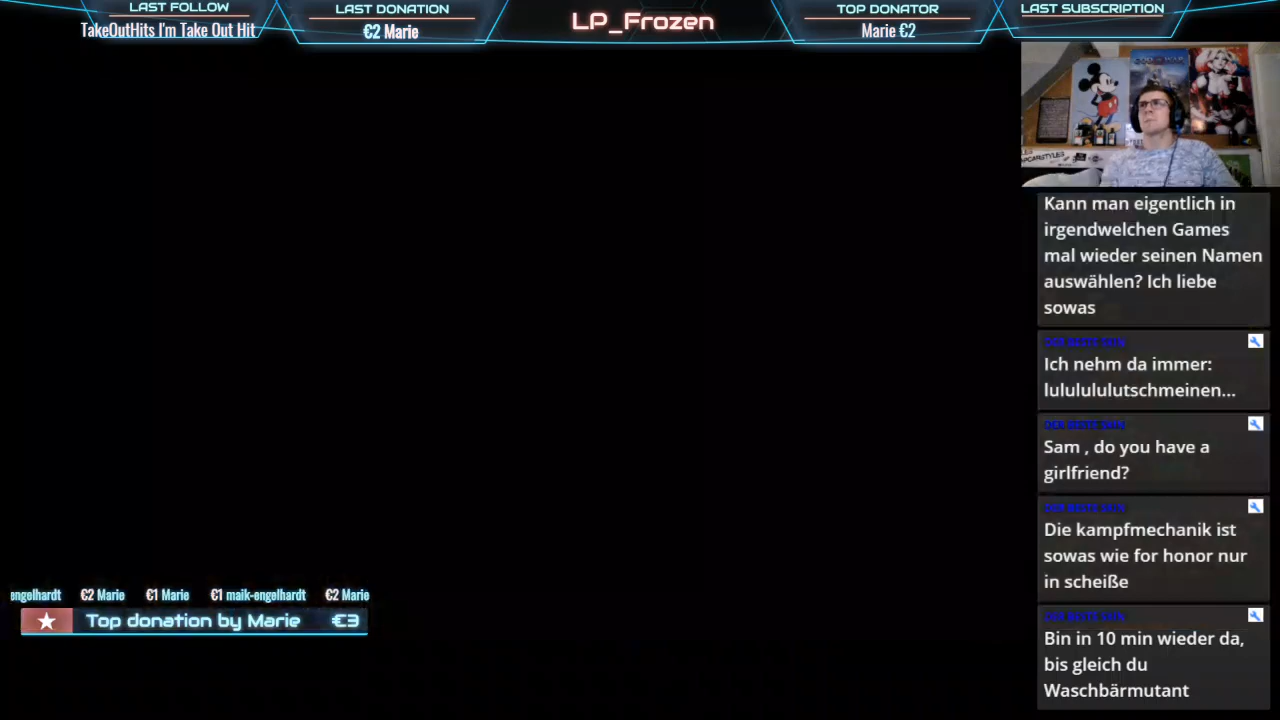 LAST FOLLOW
TakeOutHits I'm Take Out Hit
LAST DONATION
€2 Marie
LP_Frozen
TOP DONATOR
Marie €2
LAST SUBSCRIPTION
Kann man eigentlich in
irgendwelchen Games
mal wieder seinen Namen
auswählen? Ich liebe
sowas
Ich nehm da immer:
lulululululutschmeinen...
Sam , do you have a
girlfriend?
Die kampfmechanik ist
sowas wie for honor nur
in scheiße
Bin in 10 min wieder da,
bis gleich du
Waschbärmutant
engelhardt €2 Marie €1 Marie €1 maik-engelhardt €2 Marie
Top donation by Marie €3